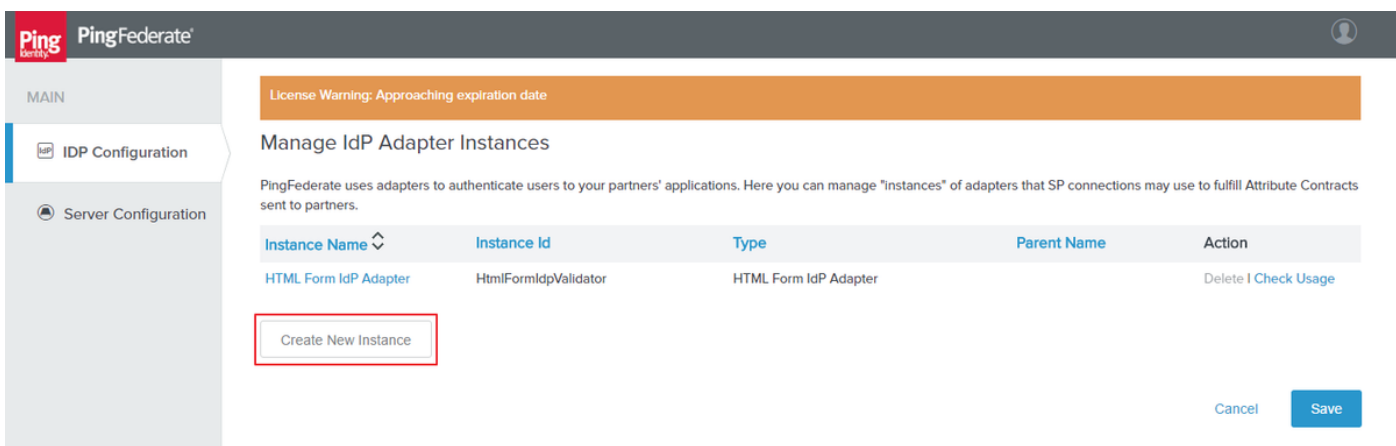 Ping
Identity.
PingFederate®
MAIN
License Warning: Approaching expiration date
IdP
IDP Configuration
Server Configuration
Manage IdP Adapter Instances
PingFederate uses adapters to authenticate users to your partners' applications. Here you can manage "instances" of adapters that SP connections may use to fulfill Attribute Contracts
sent to partners.
Instance Name Instance Id Type Parent Name Action
HTML Form IdP Adapter HtmlFormIdpValidator HTML Form IdP Adapter Delete | Check Usage
Create New Instance
Cancel Save